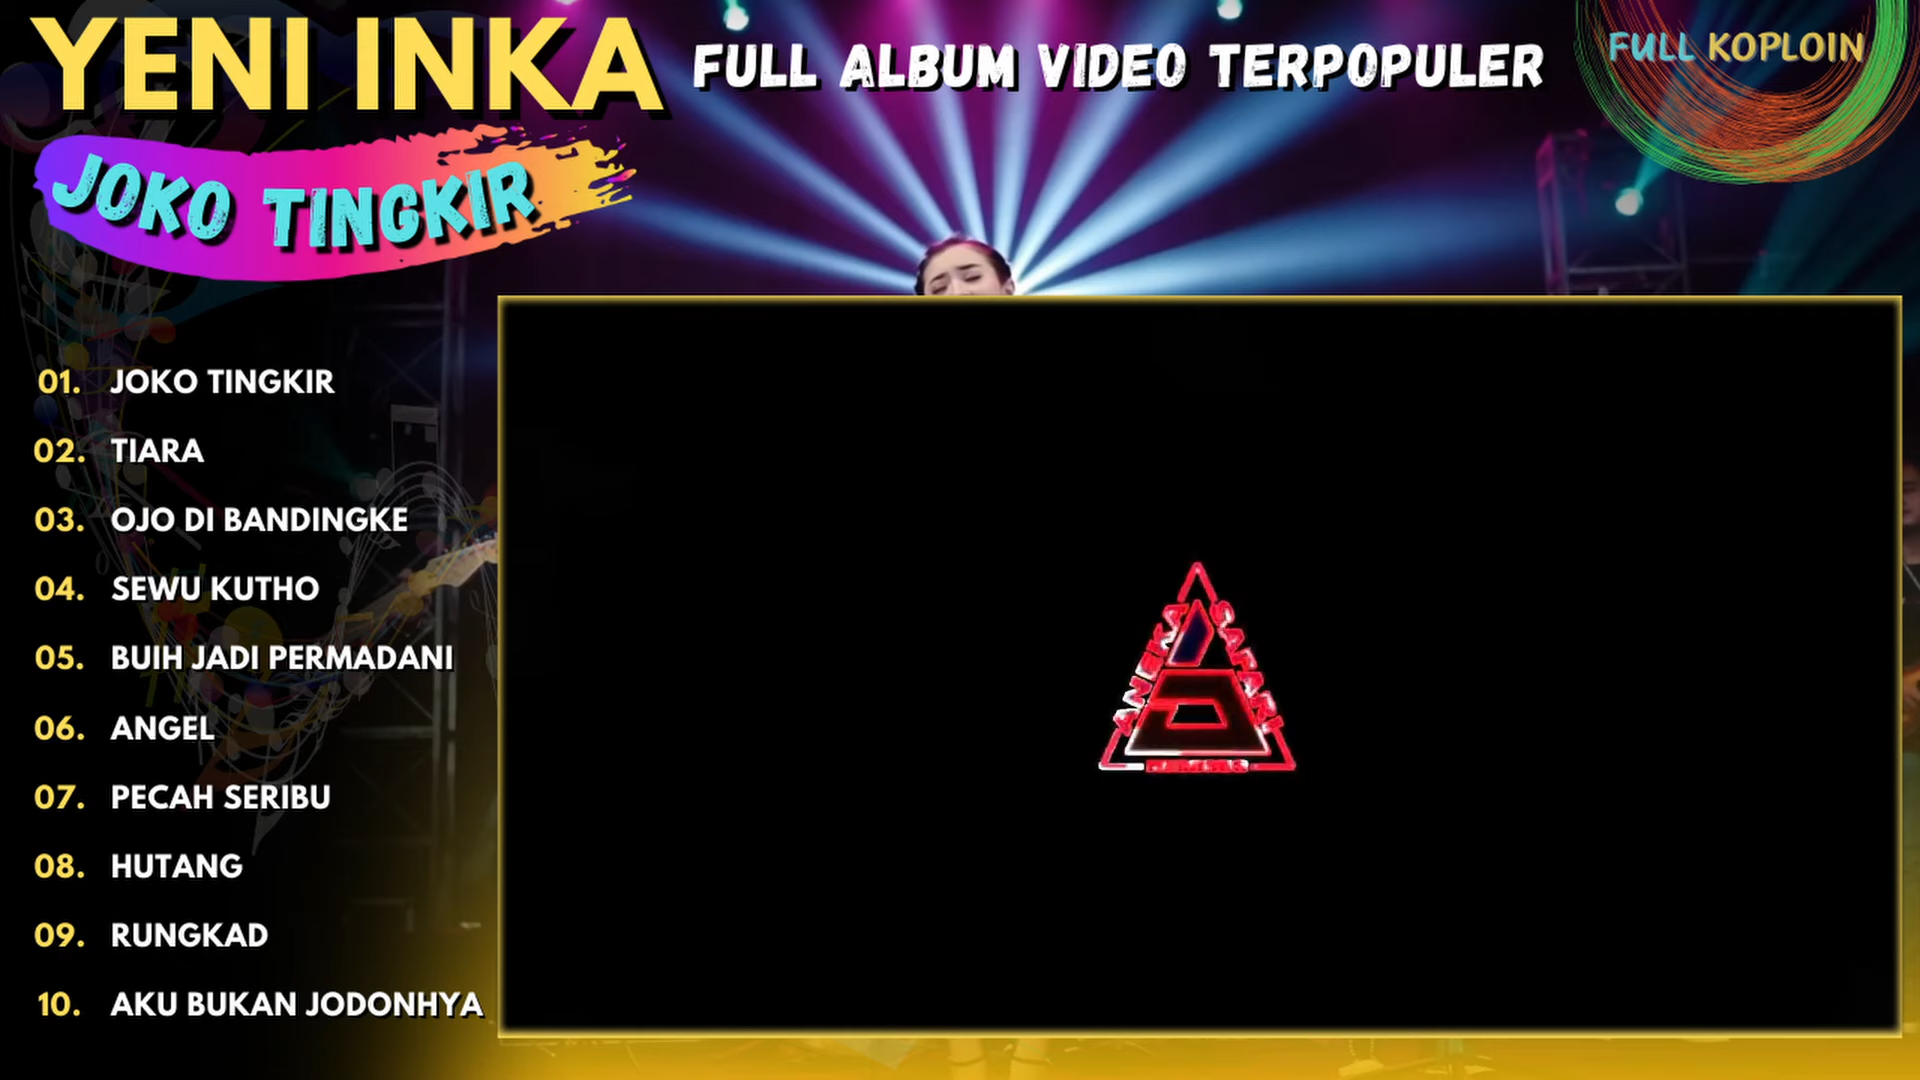 YENI INKA
FULL ALBUM VIDEO TERPOPULER
FULL KOPLOIN
JOKO TINGKIR
01. JOKO TINGKIR
02. TIARA
03. OJO DI BANDINGKE
04. SEWU KUTHO
05. BUIH JADI PERMADANI
06. ANGEL
07. PECAH SERIBU
08. HUTANG
09. RUNGKAD
10. AKU BUKAN JODONHYA
ANEKA SAFARI